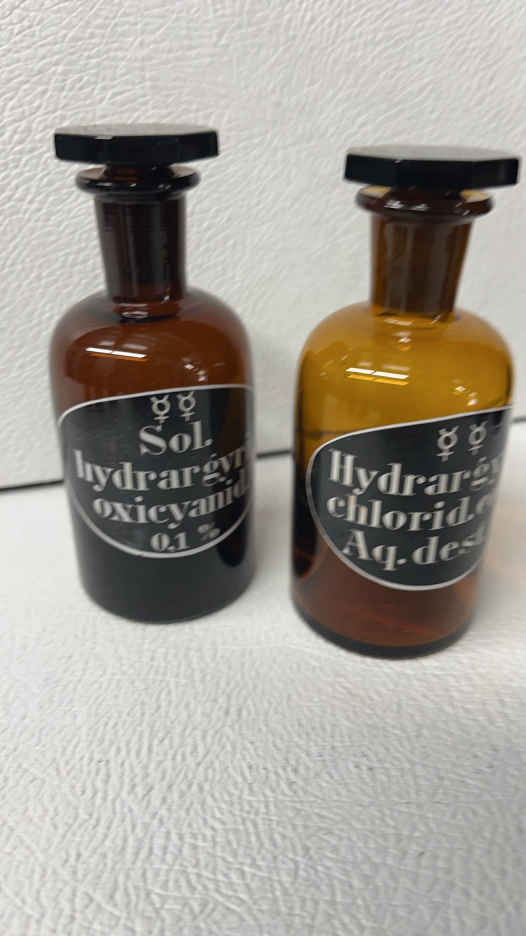 ☿ ☿
Sol.
hydrargyr.
oxicyanid.
0,1 %
☿ ☿
Hydrargy
chlorid. c
Aq. dest